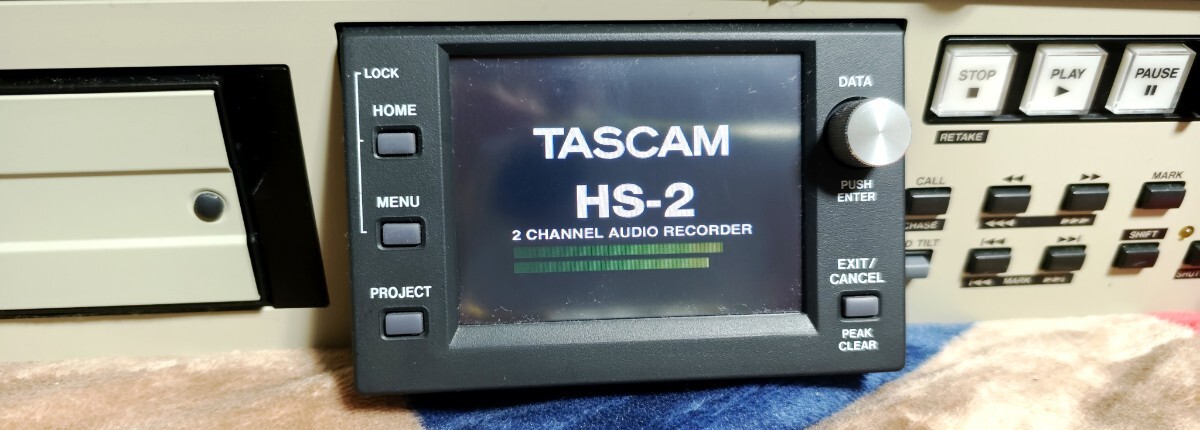 LOCK
HOME
MENU
PROJECT
TASCAM
HS-2
2 CHANNEL AUDIO RECORDER
DATA
PUSH
ENTER
EXIT/
CANCEL
PEAK
CLEAR
STOP
PLAY
PAUSE
RETAKE
CALL
MARK
TILT
SHIFT
MARK